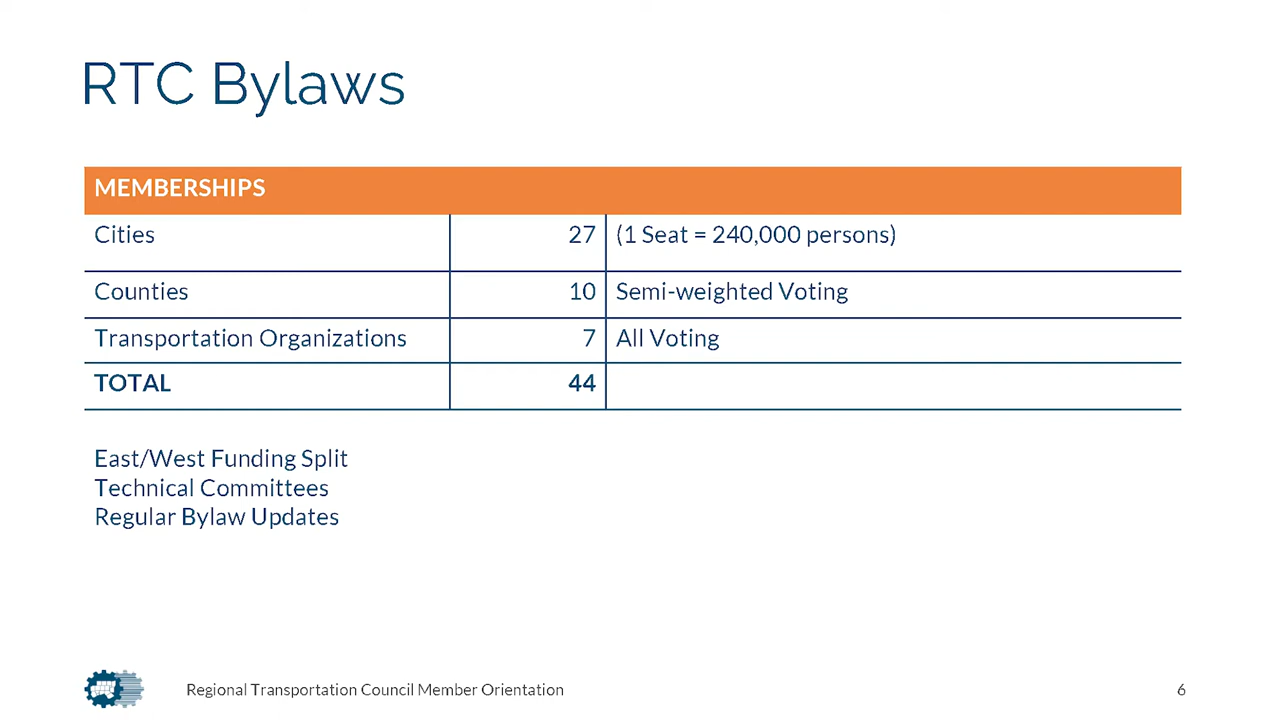 RTC Bylaws
MEMBERSHIPS
Cities 27 (1 Seat = 240,000 persons)
Counties 10 Semi-weighted Voting
Transportation Organizations 7 All Voting
TOTAL 44
East/West Funding Split
Technical Committees
Regular Bylaw Updates
Regional Transportation Council Member Orientation 6